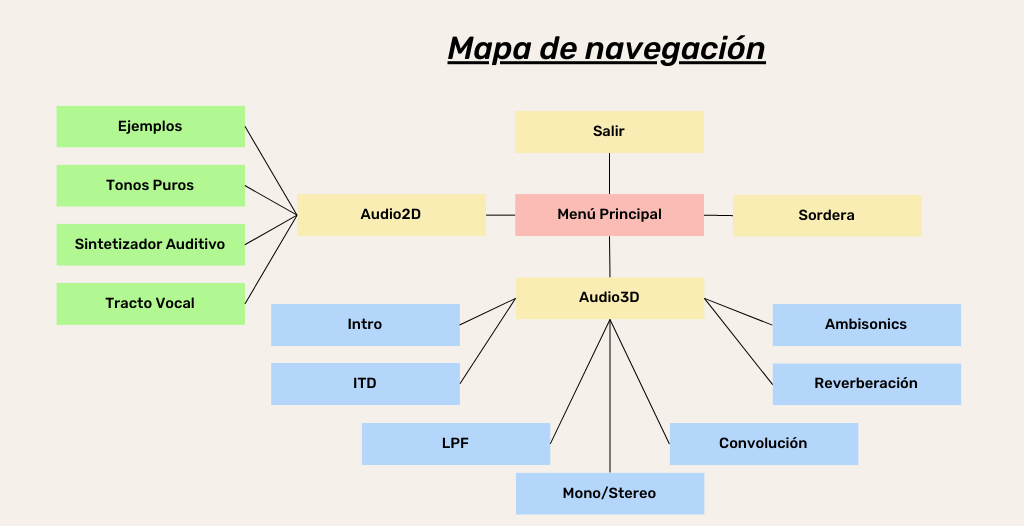 Mapa de navegación
Ejemplos
Salir
Tonos Puros
Audio2D
Menú Principal
Sordera
Sintetizador Auditivo
Audio3D
Tracto Vocal
Intro
Ambisonics
ITD
Reverberación
LPF
Convolución
Mono/Stereo